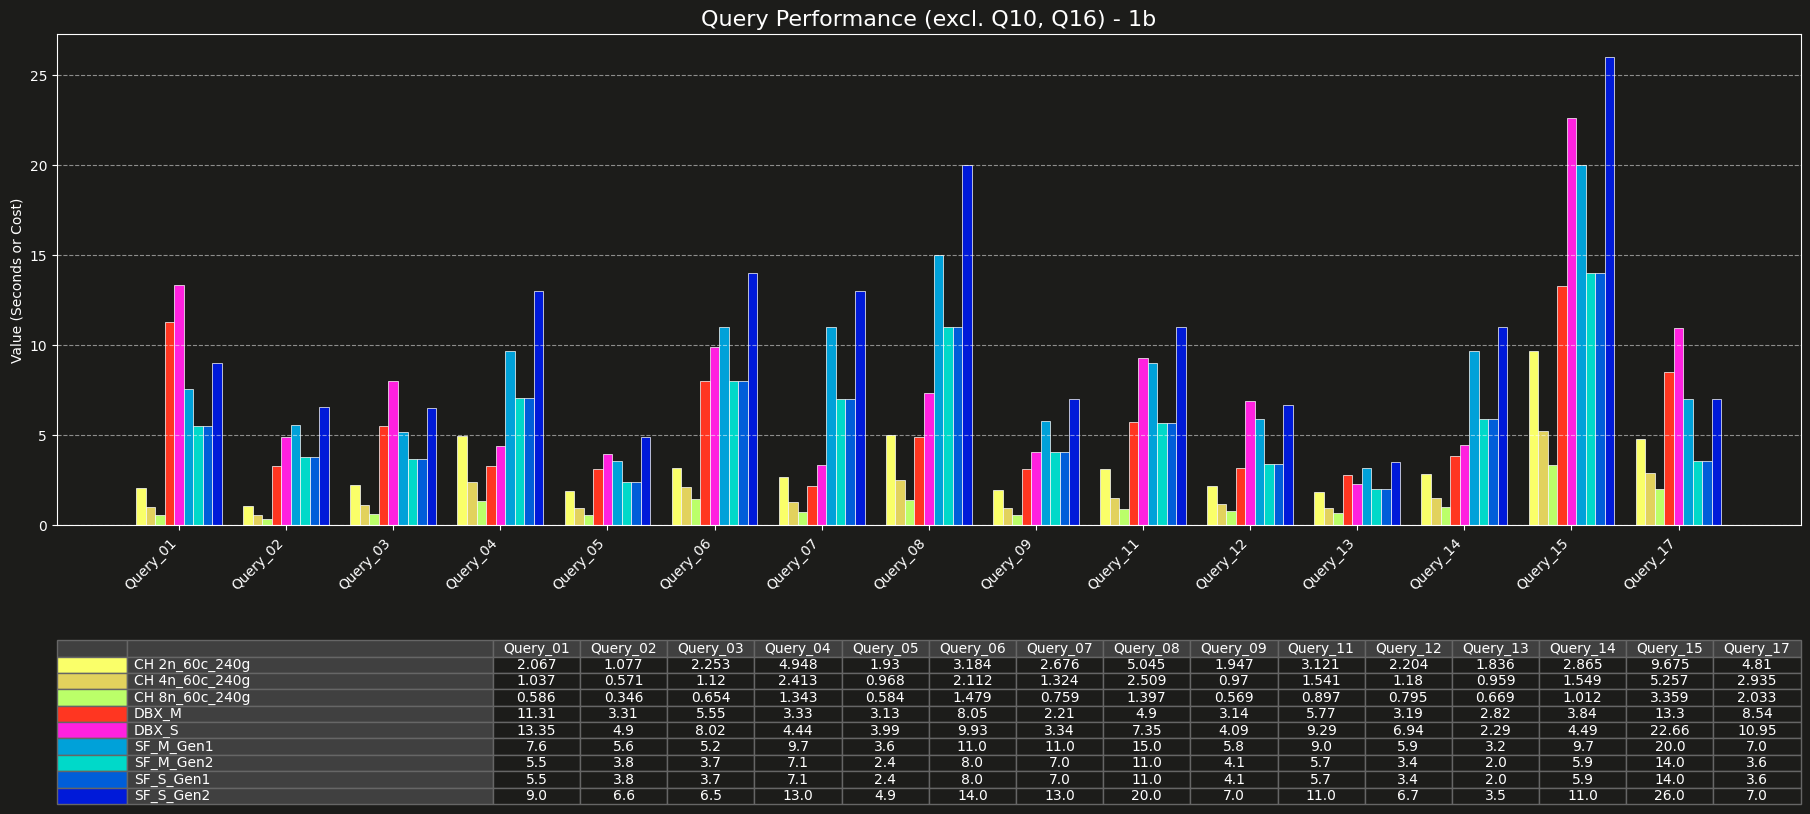 Query Performance (excl. Q10, Q16) - 1b
Value (Seconds or Cost)
25
20
15
10
5
0
Query_01 Query_02 Query_03 Query_04 Query_05 Query_06 Query_07 Query_08 Query_09 Query_11 Query_12 Query_13 Query_14 Query_15 Query_17
Query_01 Query_02 Query_03 Query_04 Query_05 Query_06 Query_07 Query_08 Query_09 Query_11 Query_12 Query_13 Query_14 Query_15 Query_17
CH 2n_60c_240g 2.067 1.077 2.253 4.948 1.93 3.184 2.676 5.045 1.947 3.121 2.204 1.836 2.865 9.675 4.81
CH 4n_60c_240g 1.037 0.571 1.12 2.413 0.968 2.112 1.324 2.509 0.97 1.541 1.18 0.959 1.549 5.257 2.935
CH 8n_60c_240g 0.586 0.346 0.654 1.343 0.584 1.479 0.759 1.397 0.569 0.897 0.795 0.669 1.012 3.359 2.033
DBX_M 11.31 3.31 5.55 3.33 3.13 8.05 2.21 4.9 3.14 5.77 3.19 2.82 3.84 13.3 8.54
DBX_S 13.35 4.9 8.02 4.44 3.99 9.93 3.34 7.35 4.09 9.29 6.94 2.29 4.49 22.66 10.95
SF_M_Gen1 7.6 5.6 5.2 9.7 3.6 11.0 11.0 15.0 5.8 9.0 5.9 3.2 9.7 20.0 7.0
SF_M_Gen2 5.5 3.8 3.7 7.1 2.4 8.0 7.0 11.0 4.1 5.7 3.4 2.0 5.9 14.0 3.6
SF_S_Gen1 5.5 3.8 3.7 7.1 2.4 8.0 7.0 11.0 4.1 5.7 3.4 2.0 5.9 14.0 3.6
SF_S_Gen2 9.0 6.6 6.5 13.0 4.9 14.0 13.0 20.0 7.0 11.0 6.7 3.5 11.0 26.0 7.0